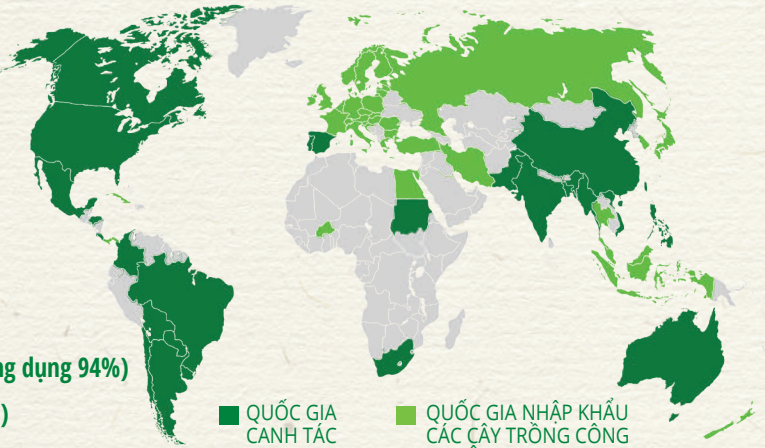 ng dụng 94%)
)
QUỐC GIA
CANH TÁC
QUỐC GIA NHẬP KHẨU
CÁC CÂY TRỒNG CÔNG